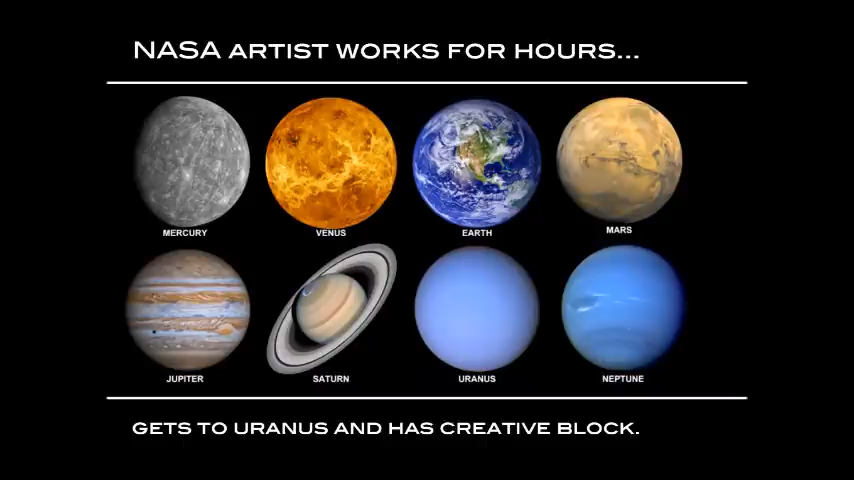 NASA ARTIST WORKS FOR HOURS...
MERCURY
VENUS
EARTH
MARS
JUPITER
SATURN
URANUS
NEPTUNE
GETS TO URANUS AND HAS CREATIVE BLOCK.